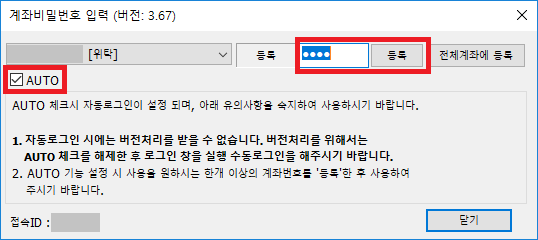 계좌비밀번호 입력 (버전: 3.67)
[위탁] 등록 •••• 등록 전체계좌에 등록
AUTO
AUTO 체크시 자동로그인이 설정 되며, 아래 유의사항을 숙지하여 사용하시기 바랍니다.
1. 자동로그인 시에는 버전처리를 받을 수 없습니다. 버전처리를 위해서는
AUTO 체크를 해제한 후 로그인 창을 실행 수동로그인을 해주시기 바랍니다.
2. AUTO 기능 설정 시 사용을 원하시는 한개 이상의 계좌번호를 '등록'한 후 사용하여
주시기 바랍니다.
접속ID :
닫기